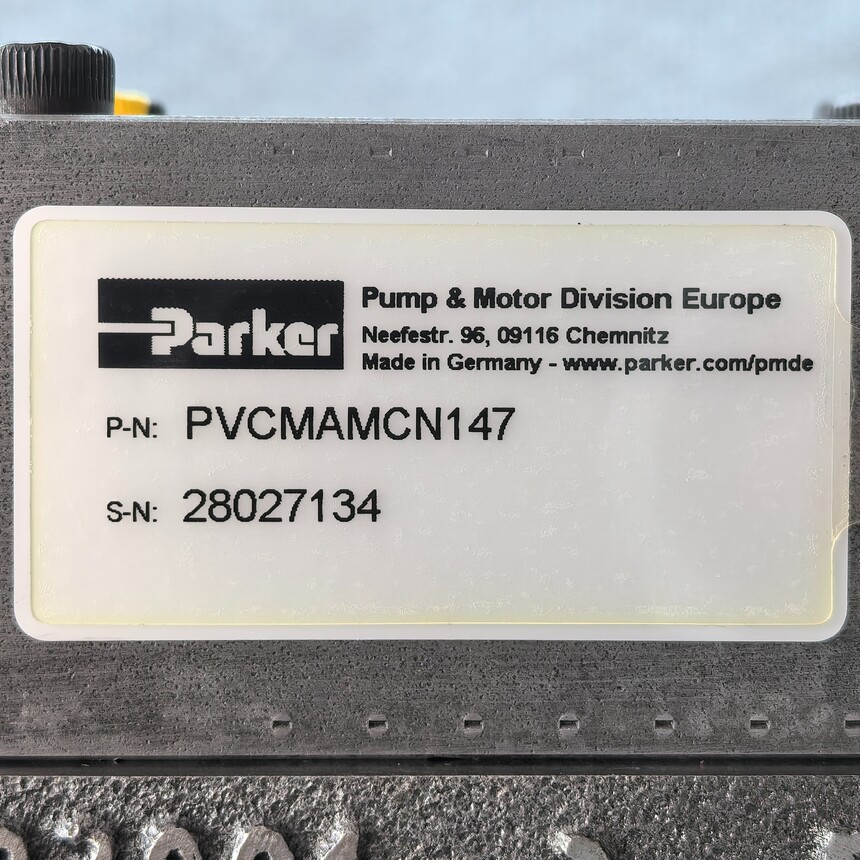 Parker
Pump & Motor Division Europe
Neefestr. 96, 09116 Chemnitz
Made in Germany - www.parker.com/pmde
P-N: PVCMAMCN147
S-N: 28027134